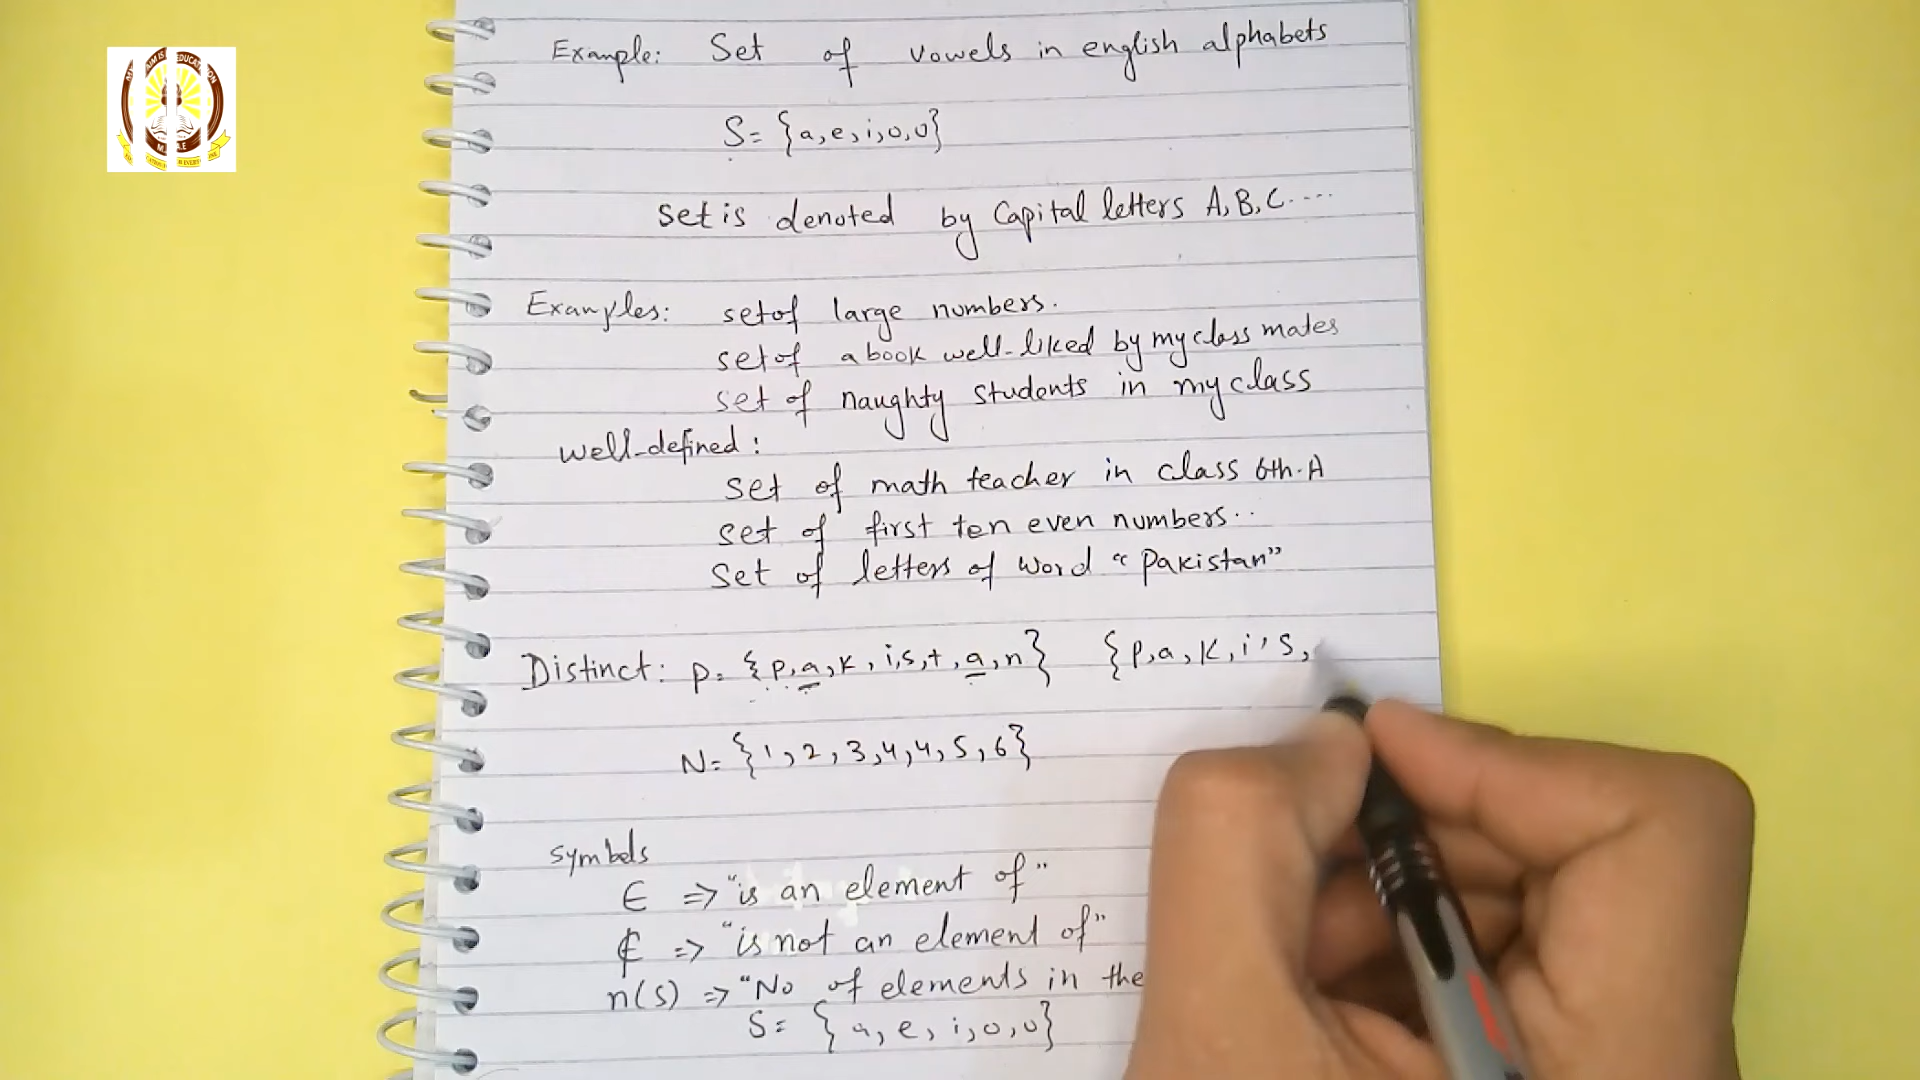 Example: Set of vowels in english alphabets
S= {a,e,i,o,u}
set is denoted by Capital letters A,B,C....
Examples: set of large numbers.
set of a book well-liked by my class mates
set of naughty students in my class
well-defined:
set of math teacher in class 6th-A
set of first ten even numbers..
Set of letters of word "Pakistan"
Distinct: P= {p,a,k,i,s,t,a,n} {p,a,k,i,s,
N= {1,2,3,4,4,5,6}
symbols
∈ => "is an element of"
∉ => "is not an element of"
n(s) => "No of elements in the
S= {a,e,i,o,u}